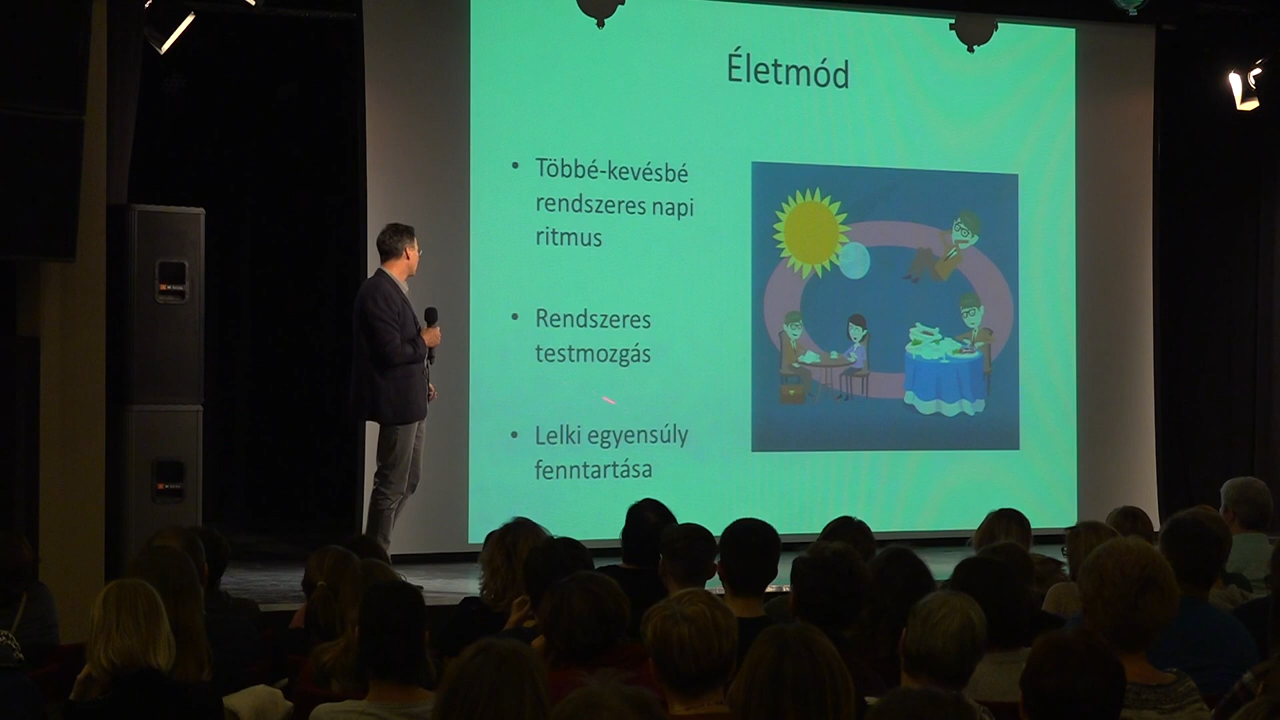 Életmód
• Többé-kevésbé
rendszeres napi
ritmus
• Rendszeres
testmozgás
• Lelki egyensúly
fenntartása